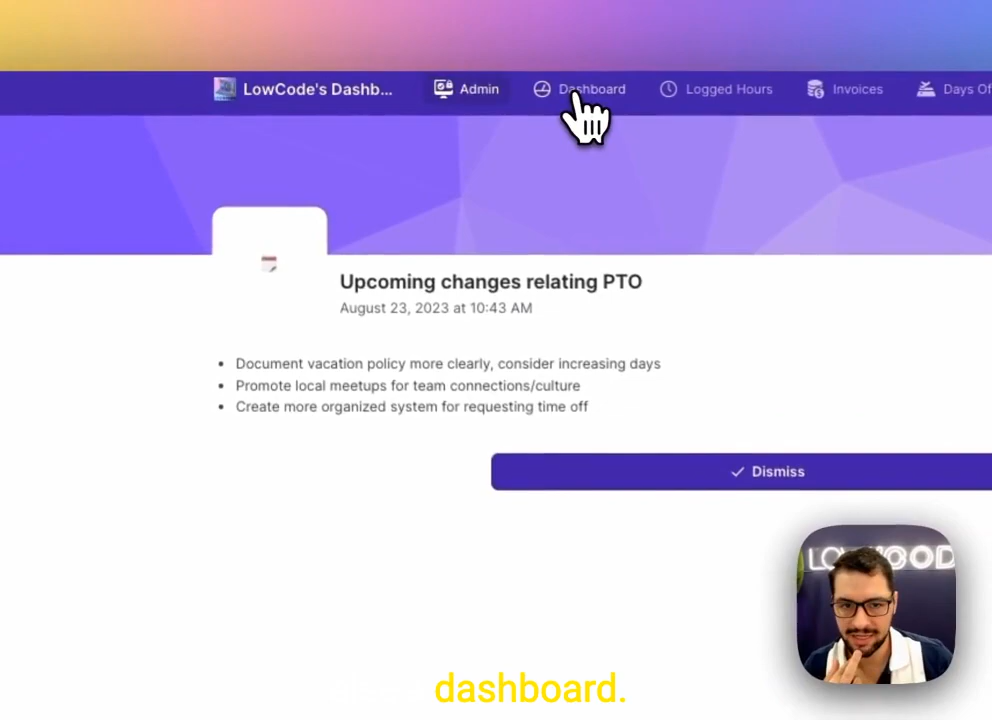 LowCode's Dashb...
Admin
Dashboard
Logged Hours
Invoices
Days Of
Upcoming changes relating PTO
August 23, 2023 at 10:43 AM
• Document vacation policy more clearly, consider increasing days
• Promote local meetups for team connections/culture
• Create more organized system for requesting time off
Dismiss
LOWCOD
dashboard.